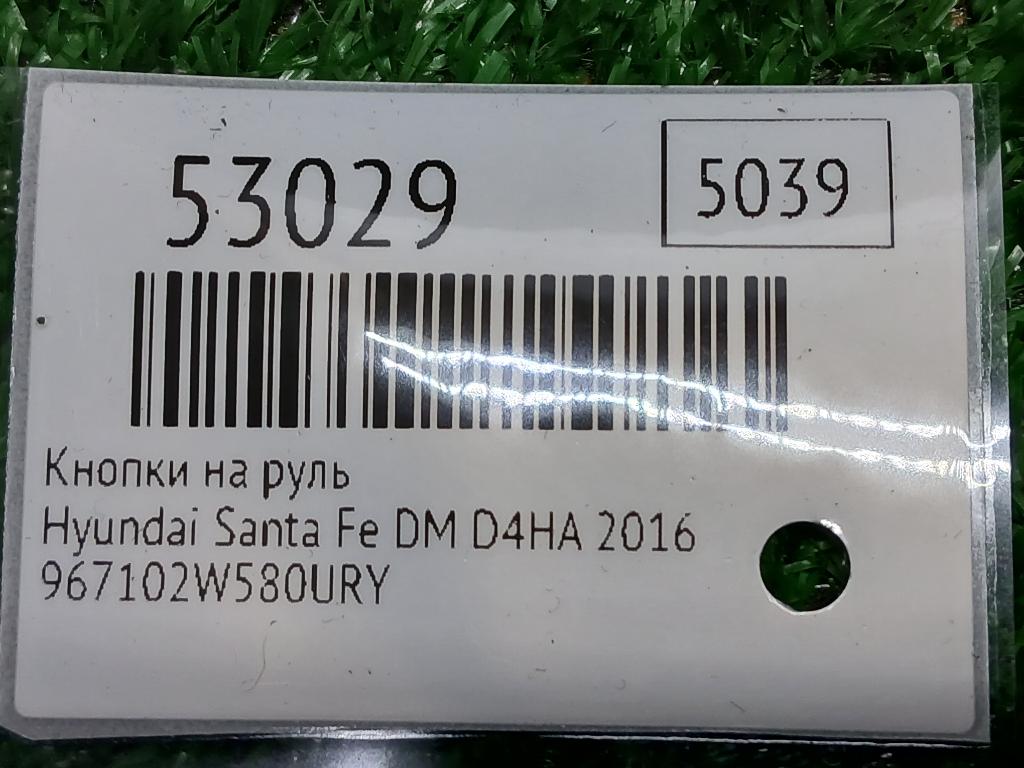 53029
5039
Кнопки на руль
Hyundai Santa Fe DM D4HA 2016
967102W580URY